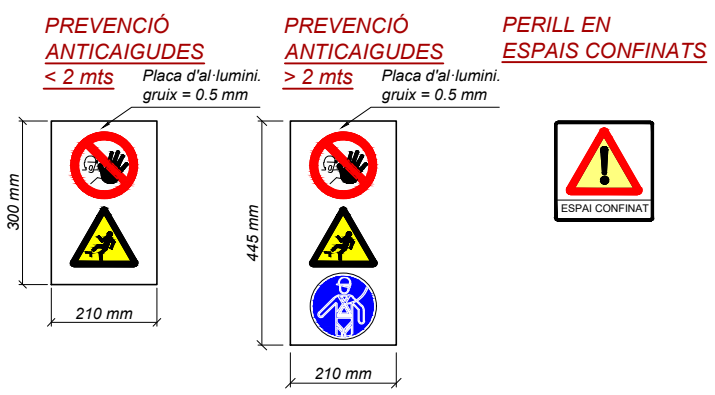 PREVENCIÓ
ANTICAIGUDES
< 2 mts
Placa d'al·lumini.
gruix = 0.5 mm
300 mm
210 mm
PREVENCIÓ
ANTICAIGUDES
> 2 mts
Placa d'al·lumini.
gruix = 0.5 mm
445 mm
210 mm
PERILL EN
ESPAIS CONFINATS
ESPAI CONFINAT